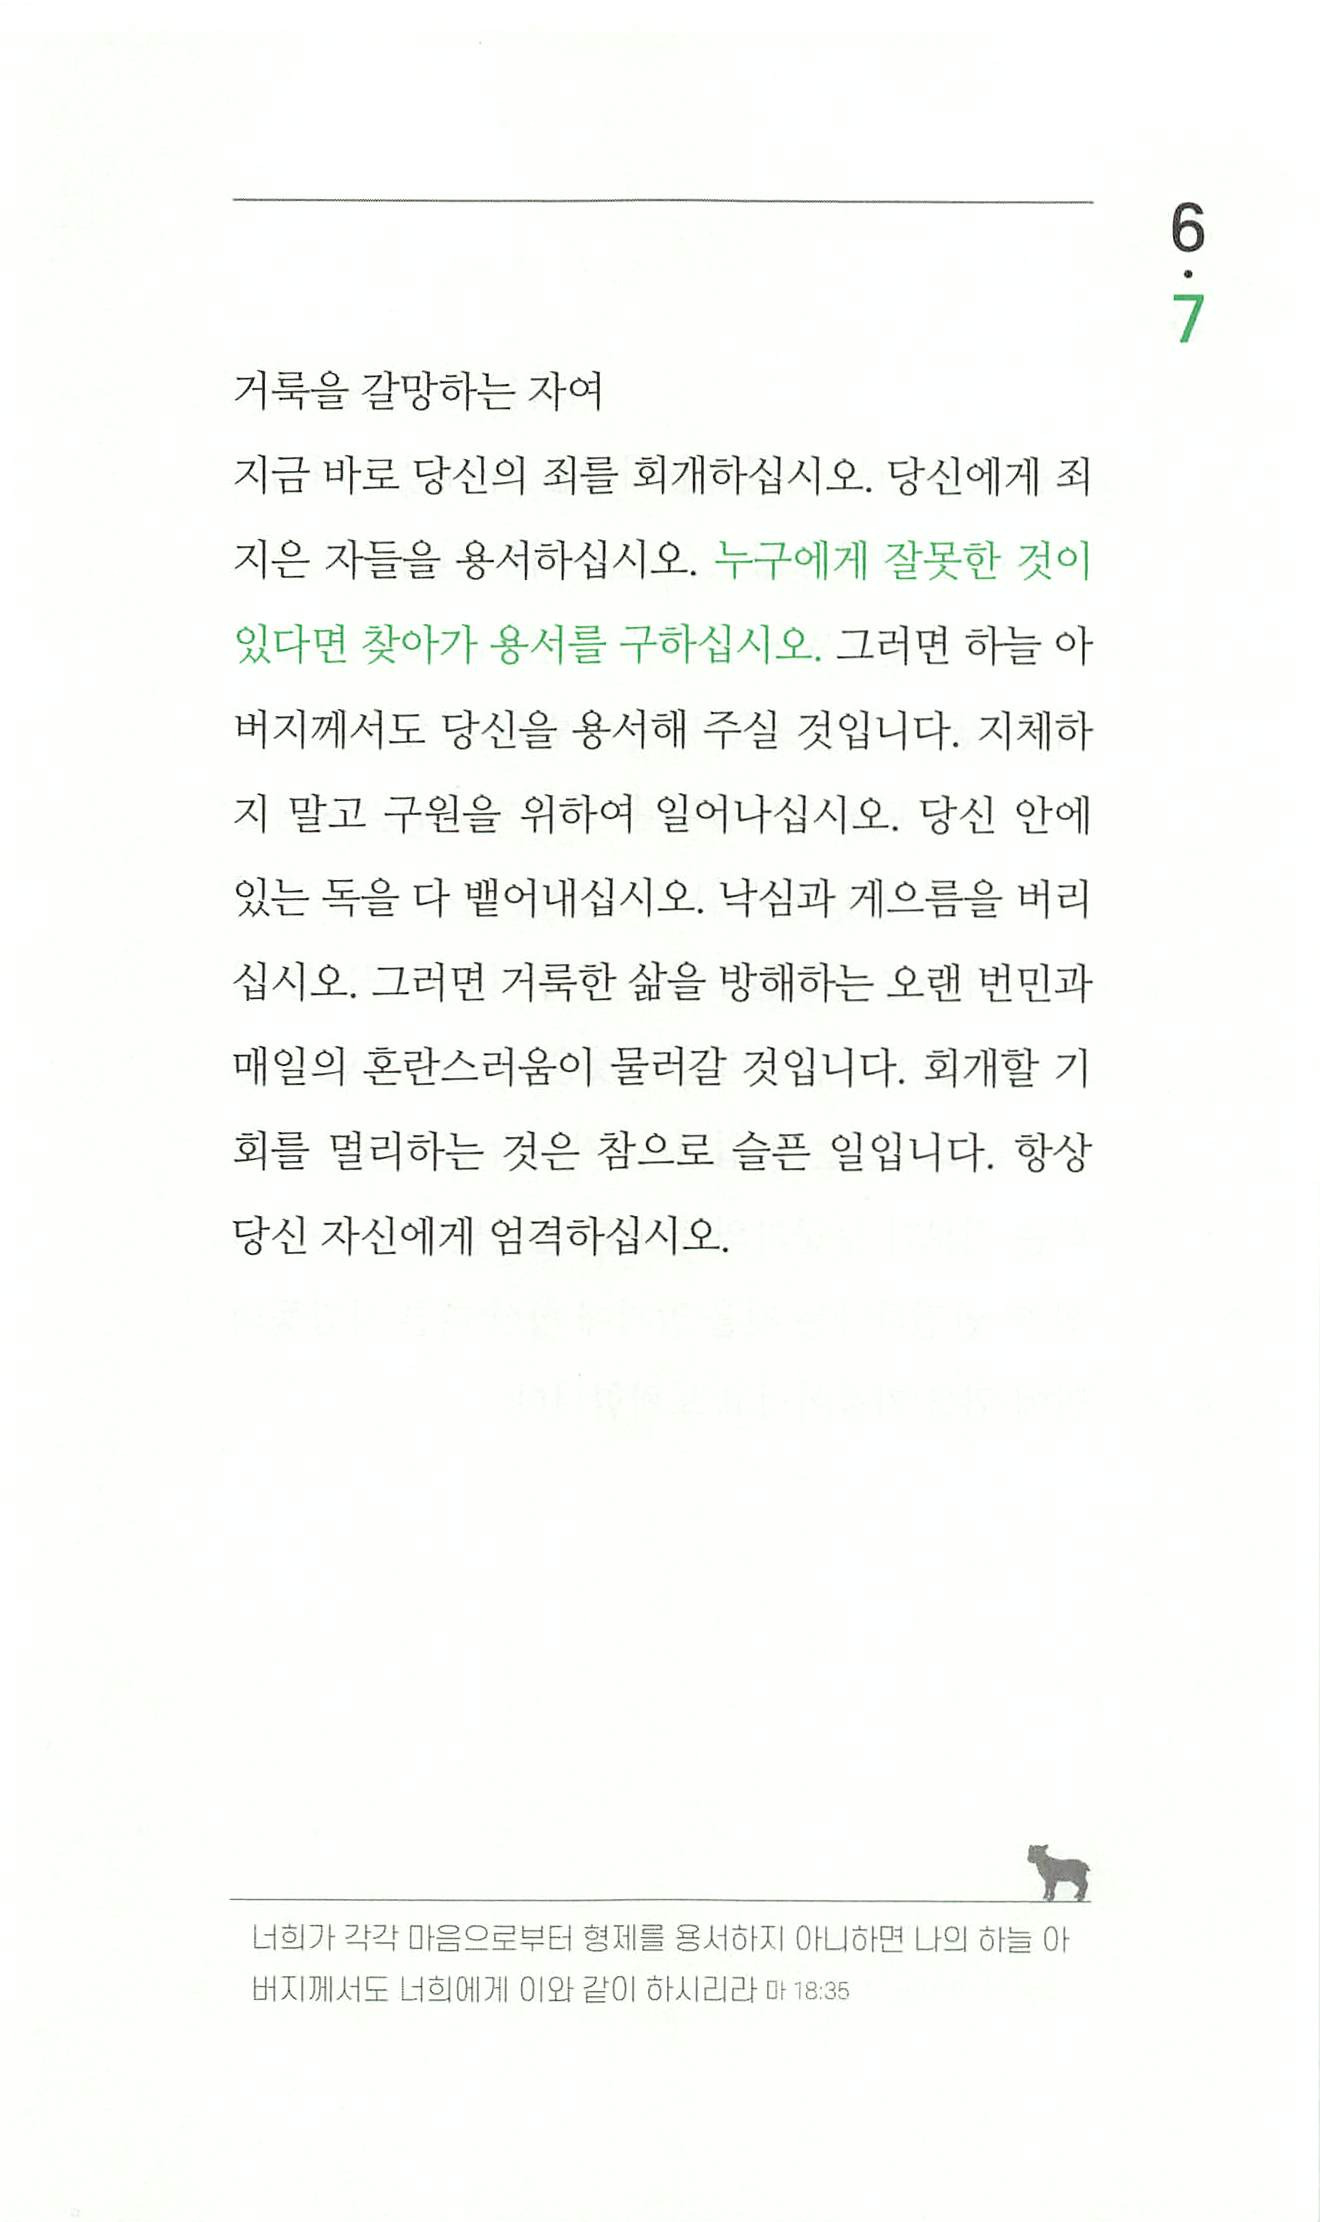 6
·
7
거룩을 갈망하는 자여
지금 바로 당신의 죄를 회개하십시오. 당신에게 죄
지은 자들을 용서하십시오. 누구에게 잘못한 것이
있다면 찾아가 용서를 구하십시오. 그러면 하늘 아
버지께서도 당신을 용서해 주실 것입니다. 지체하
지 말고 구원을 위하여 일어나십시오. 당신 안에
있는 독을 다 뱉어내십시오. 낙심과 게으름을 버리
십시오. 그러면 거룩한 삶을 방해하는 오랜 번민과
매일의 혼란스러움이 물러갈 것입니다. 회개할 기
회를 멀리하는 것은 참으로 슬픈 일입니다. 항상
당신 자신에게 엄격하십시오.
너희가 각각 마음으로부터 형제를 용서하지 아니하면 나의 하늘 아
버지께서도 너희에게 이와 같이 하시리라 마 18:35